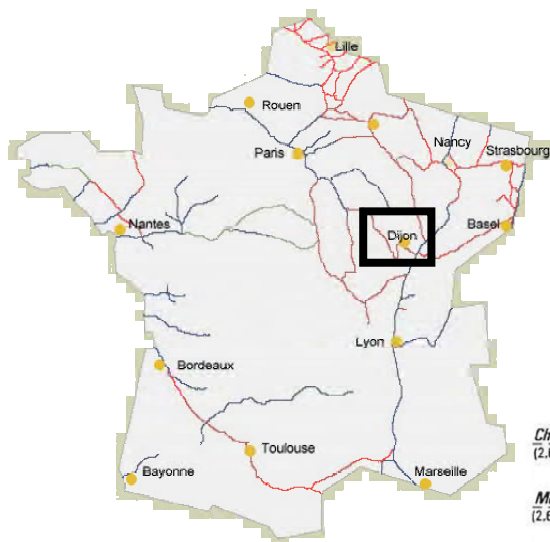 Lille
Rouen
Paris
Nancy
Strasbourg
Nantes
Dijon
Basel
Lyon
Bordeaux
Toulouse
Bayonne
Marseille